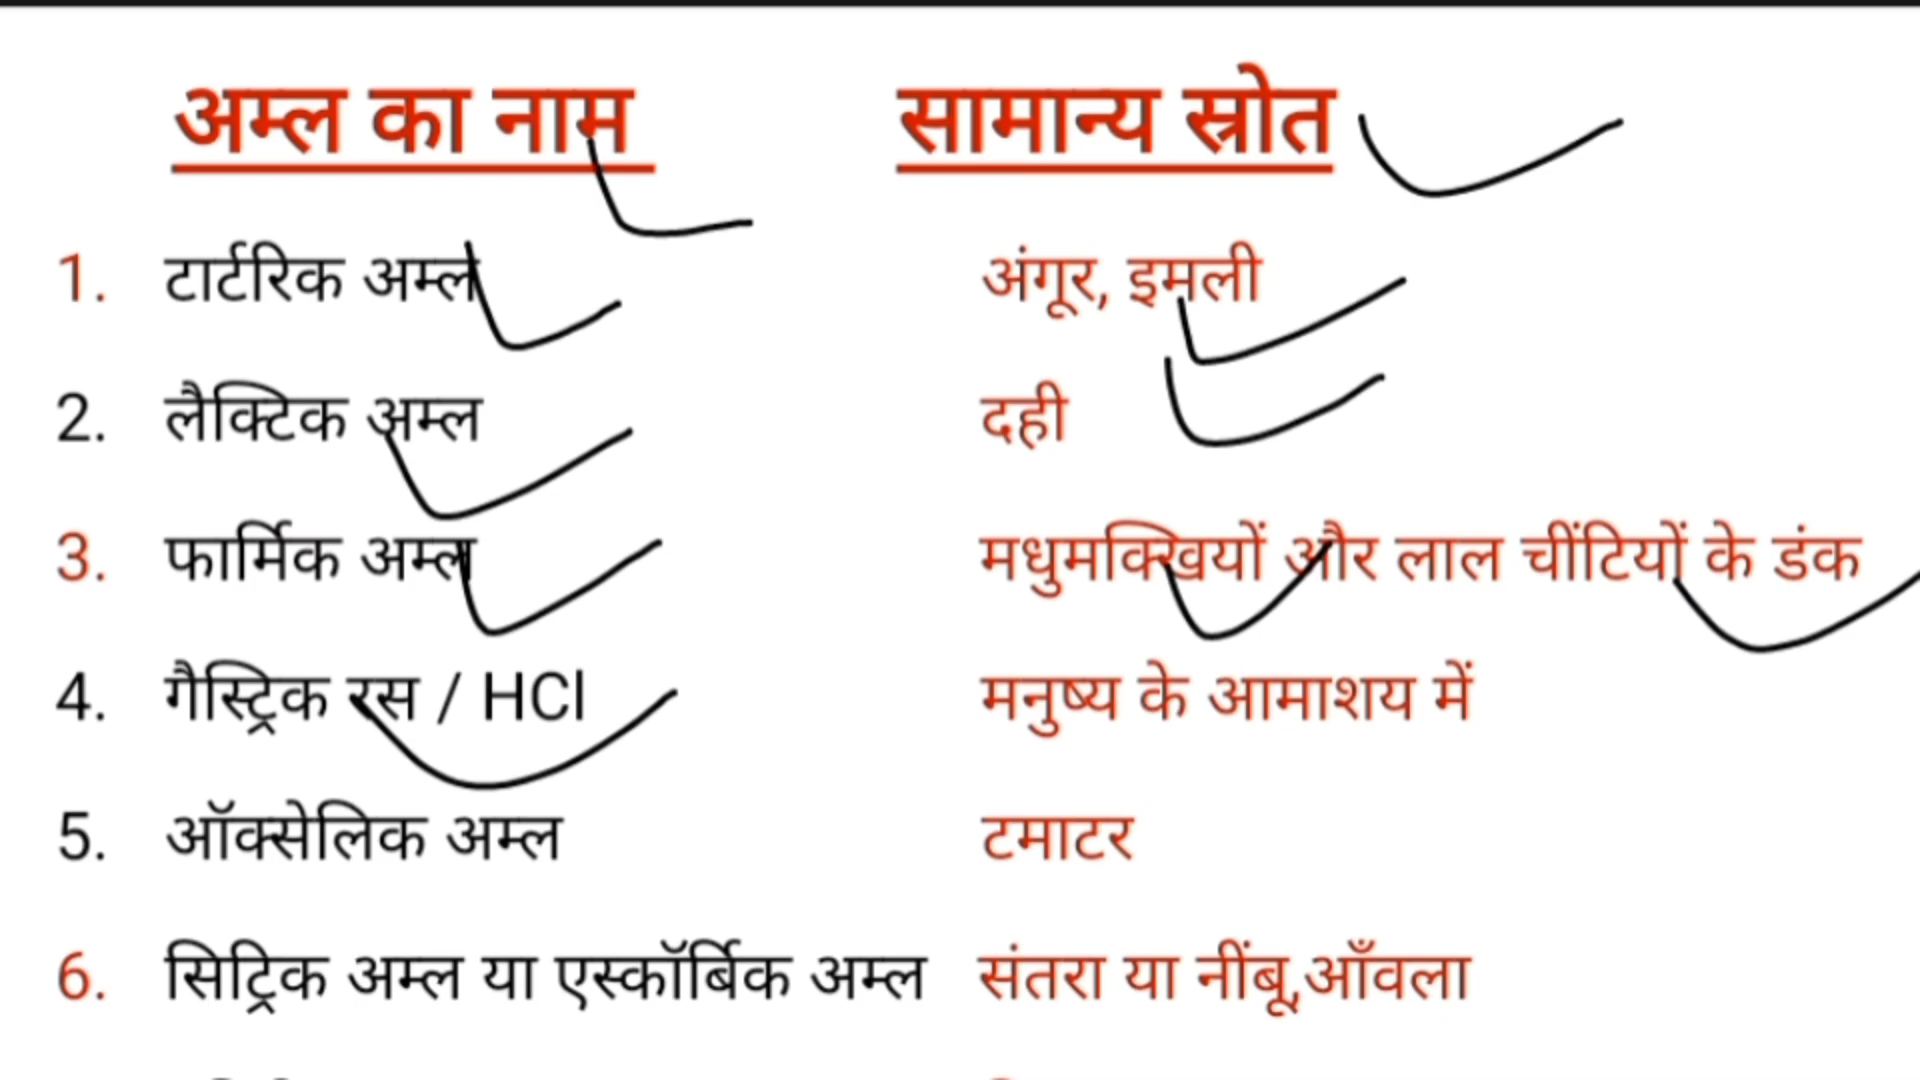 अम्ल का नाम सामान्य स्रोत
1. टार्टरिक अम्ल अंगूर, इमली
2. लैक्टिक अम्ल दही
3. फार्मिक अम्ल मधुमक्खियों और लाल चींटियों के डंक
4. गैस्ट्रिक रस / HCl मनुष्य के आमाशय में
5. ऑक्सेलिक अम्ल टमाटर
6. सिट्रिक अम्ल या एस्कॉर्बिक अम्ल संतरा या नींबू,आँवला